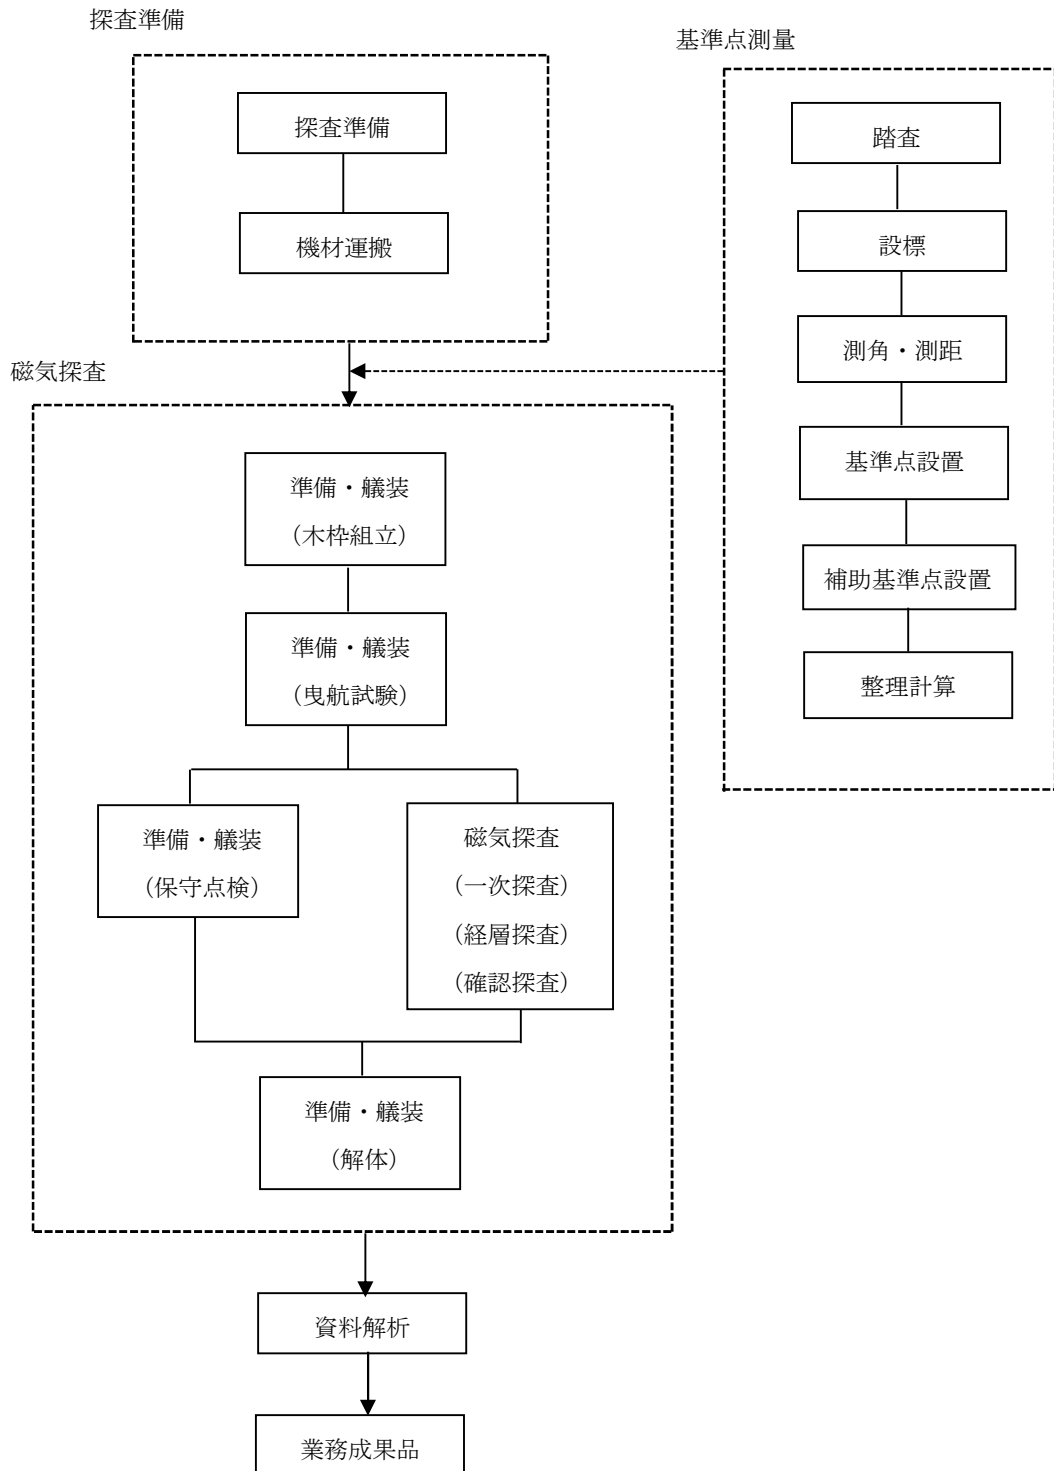 探査準備
探査準備
機材運搬
基準点測量
踏査
設標
測角・測距
基準点設置
補助基準点設置
整理計算
磁気探査
準備・艤装
(木枠組立)
準備・艤装
(曳航試験)
準備・艤装
(保守点検)
磁気探査
(一次探査)
(経層探査)
(確認探査)
準備・艤装
(解体)
資料解析
業務成果品